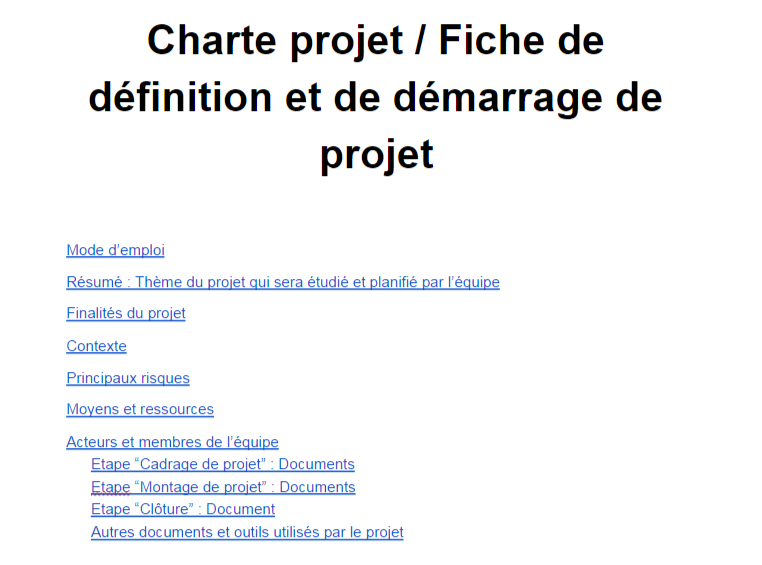 Charte projet / Fiche de
définition et de démarrage de
projet
Mode d’emploi
Résumé : Thème du projet qui sera étudié et planifié par l’équipe
Finalités du projet
Contexte
Principaux risques
Moyens et ressources
Acteurs et membres de l’équipe
Etape “Cadrage de projet” : Documents
Etape “Montage de projet” : Documents
Etape “Clôture” : Document
Autres documents et outils utilisés par le projet